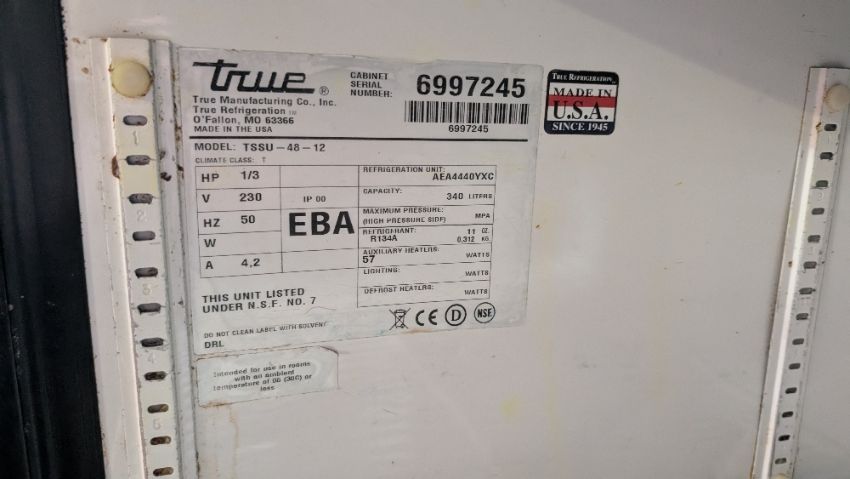 true ®
CABINET
SERIAL
NUMBER:
6997245
6997245
True Manufacturing Co., Inc.
True Refrigeration TM
O'Fallon, MO 63366
MADE IN THE USA
TRUE REFRIGERATION
MADE IN
U.S.A.
SINCE 1945
MODEL: TSSU-48-12
CLIMATE CLASS: T
HP 1/3
V 230
HZ 50
W
A 4,2
IP 00
EBA
REFRIGERATION UNIT:
AEA4440YXC
CAPACITY:
340 LITERS
MAXIMUM PRESSURE:
(HIGH PRESSURE SIDE) MPA
REFRIGERANT: 11 OZ.
R134A 0,312 KG
AUXILIARY HEATERS:
57 WATTS
LIGHTING:
WATTS
DEFROST HEATERS:
WATTS
THIS UNIT LISTED
UNDER N.S.F. NO. 7
CE D NSF
DO NOT CLEAN LABEL WITH SOLVENT
DRL
Intended for use in rooms
with an ambient
temperature of 86 (30C) or
less
1
2
3
4
5